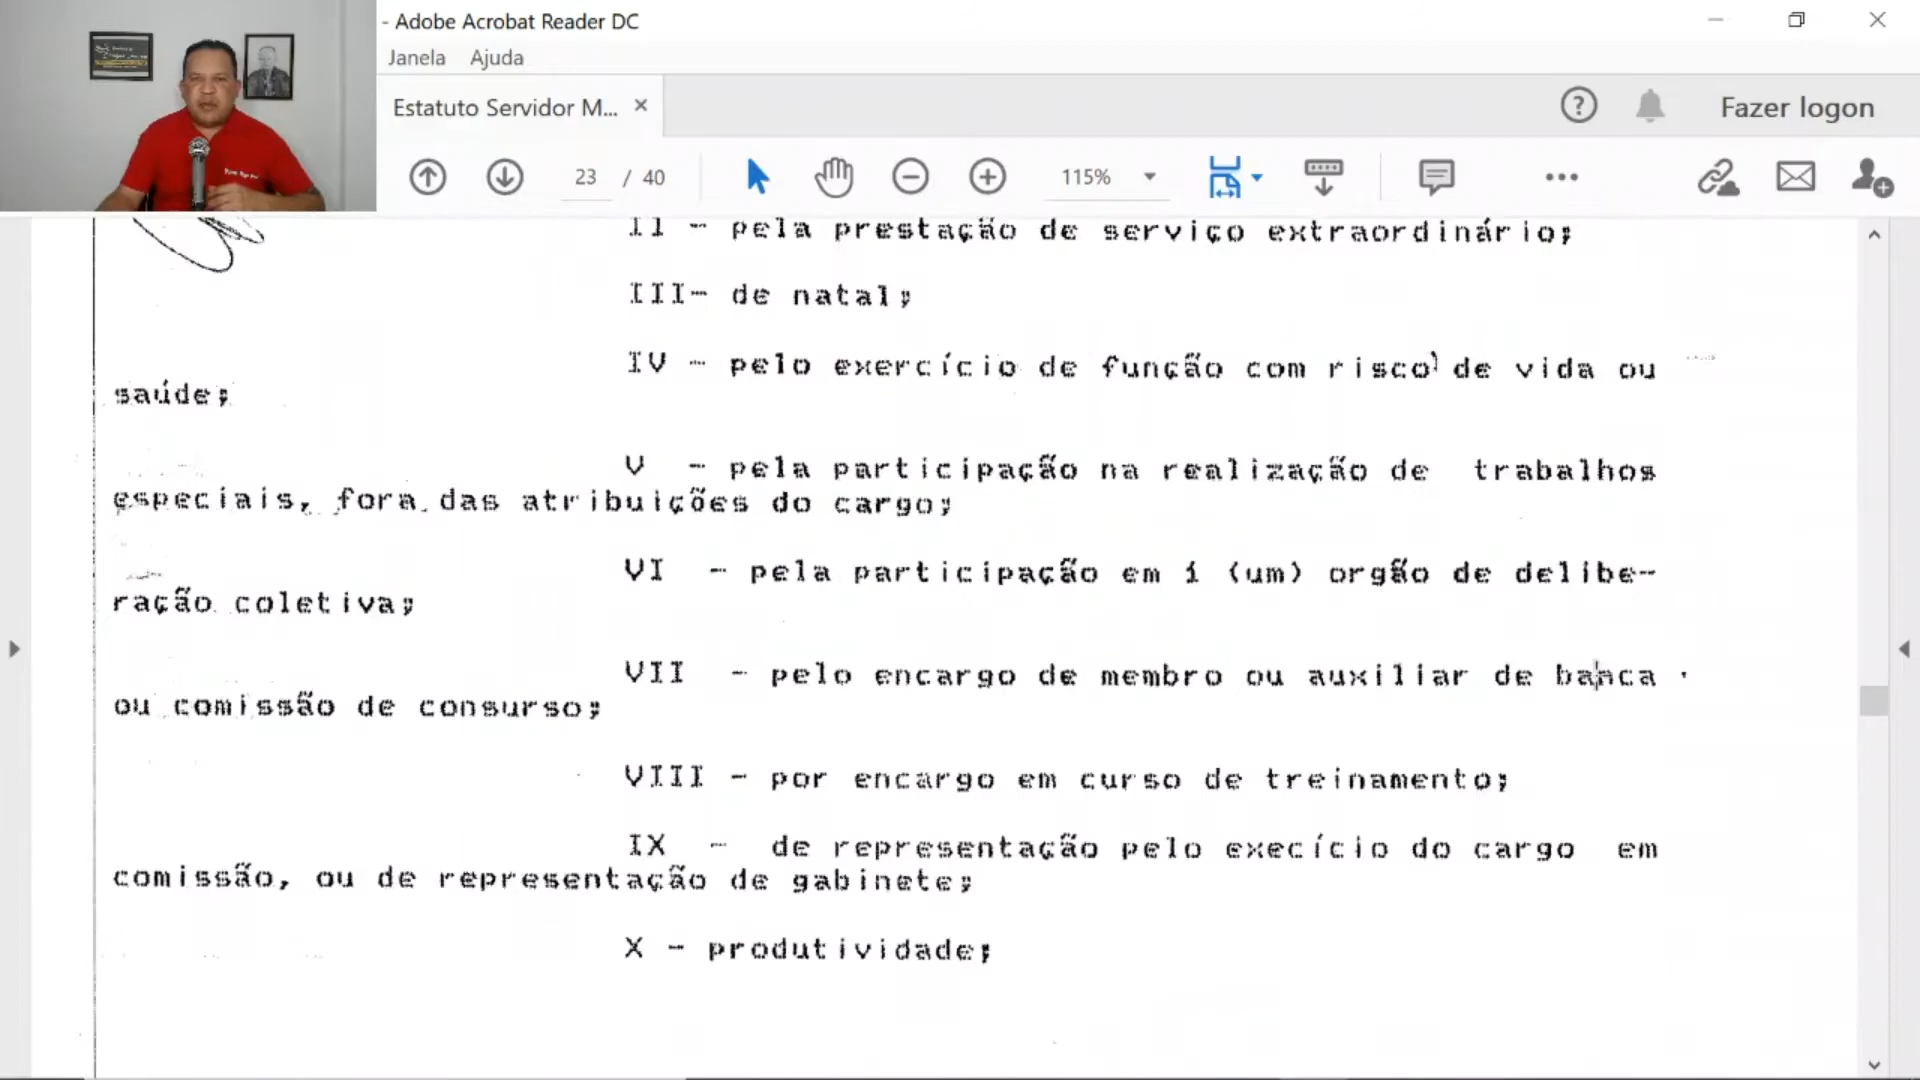 - Adobe Acrobat Reader DC
Janela Ajuda
Estatuto Servidor M... ×
Fazer logon
23 / 40
115%
II - pela prestação de serviço extraordinário;
III- de natal;
IV - pelo exercício de função com risco de vida ou
saúde;
V - pela participação na realização de trabalhos
especiais, fora das atribuições do cargo;
VI - pela participação em 1 (um) orgão de delibe-
ração coletiva;
VII - pelo encargo de membro ou auxiliar de banca
ou comissão de consurso;
VIII - por encargo em curso de treinamento;
IX - de representação pelo execício do cargo em
comissão, ou de representação de gabinete;
X - produtividade;